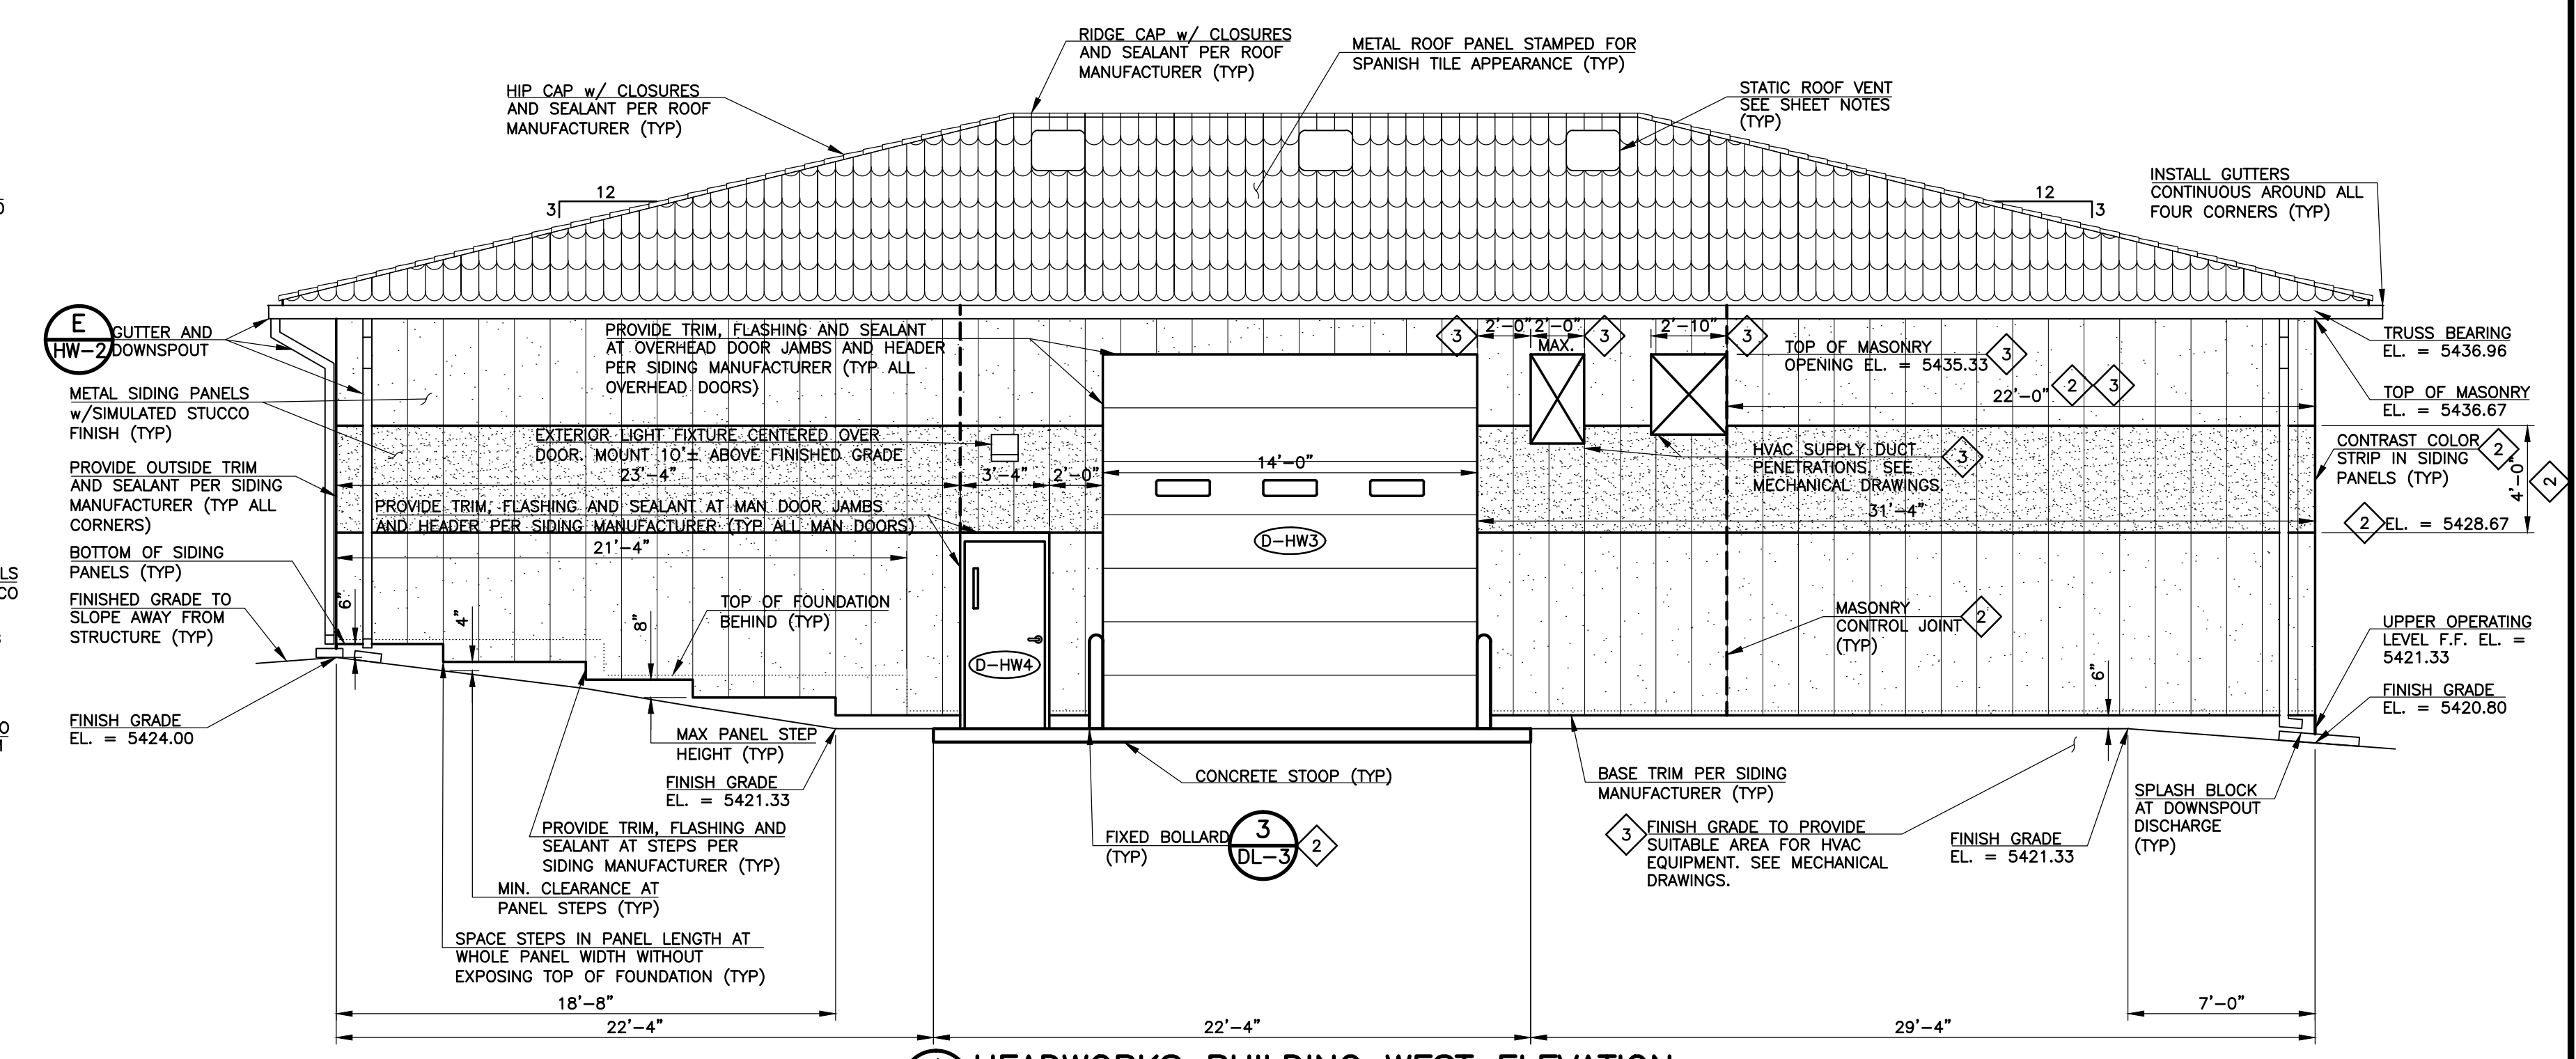 RIDGE CAP w/ CLOSURES
AND SEALANT PER ROOF
MANUFACTURER (TYP)
METAL ROOF PANEL STAMPED FOR
SPANISH TILE APPEARANCE (TYP)
HIP CAP w/ CLOSURES
AND SEALANT PER ROOF
MANUFACTURER (TYP)
STATIC ROOF VENT
SEE SHEET NOTES
(TYP)
INSTALL GUTTERS
CONTINUOUS AROUND ALL
FOUR CORNERS (TYP)
12
3
12
3
E
HW-2
GUTTER AND
DOWNSPOUT
METAL SIDING PANELS
w/SIMULATED STUCCO
FINISH (TYP)
PROVIDE OUTSIDE TRIM
AND SEALANT PER SIDING
MANUFACTURER (TYP ALL
CORNERS)
BOTTOM OF SIDING
PANELS (TYP)
FINISHED GRADE TO
SLOPE AWAY FROM
STRUCTURE (TYP)
FINISH GRADE
EL. = 5424.00
PROVIDE TRIM, FLASHING AND SEALANT
AT OVERHEAD DOOR JAMBS AND HEADER
PER SIDING MANUFACTURER (TYP ALL
OVERHEAD DOORS)
EXTERIOR LIGHT FIXTURE CENTERED OVER
DOOR. MOUNT 10'± ABOVE FINISHED GRADE
23'-4"
3'-4"
2'-0"
14'-0"
PROVIDE TRIM, FLASHING AND SEALANT AT MAN DOOR JAMBS
AND HEADER PER SIDING MANUFACTURER (TYP ALL MAN DOORS)
21'-4"
6"
4"
8"
TOP OF FOUNDATION
BEHIND (TYP)
D-HW3
D-HW4
3
2'-0"
2'-0"
MAX.
3
2'-10"
3
TOP OF MASONRY
OPENING EL. = 5435.33
3
2
3
22'-0"
HVAC SUPPLY DUCT
PENETRATIONS. SEE
MECHANICAL DRAWINGS.
3
31'-4"
MASONRY
CONTROL JOINT
(TYP)
2
6"
TRUSS BEARING
EL. = 5436.96
TOP OF MASONRY
EL. = 5436.67
CONTRAST COLOR
STRIP IN SIDING
PANELS (TYP)
2
4'-0"
2
2
EL. = 5428.67
UPPER OPERATING
LEVEL F.F. EL. =
5421.33
FINISH GRADE
EL. = 5420.80
MAX PANEL STEP
HEIGHT (TYP)
FINISH GRADE
EL. = 5421.33
PROVIDE TRIM, FLASHING AND
SEALANT AT STEPS PER
SIDING MANUFACTURER (TYP)
MIN. CLEARANCE AT
PANEL STEPS (TYP)
SPACE STEPS IN PANEL LENGTH AT
WHOLE PANEL WIDTH WITHOUT
EXPOSING TOP OF FOUNDATION (TYP)
CONCRETE STOOP (TYP)
FIXED BOLLARD
(TYP)
3
DL-3
2
BASE TRIM PER SIDING
MANUFACTURER (TYP)
3
FINISH GRADE TO PROVIDE
SUITABLE AREA FOR HVAC
EQUIPMENT. SEE MECHANICAL
DRAWINGS.
FINISH GRADE
EL. = 5421.33
SPLASH BLOCK
AT DOWNSPOUT
DISCHARGE
(TYP)
18'-8"
7'-0"
22'-4"
22'-4"
29'-4"
HEADWORKS BUILDING WEST ELEVATION